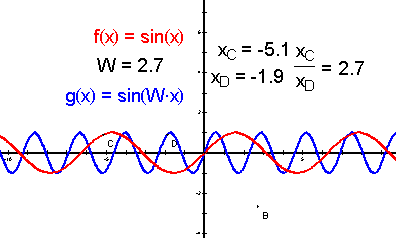 f(x) = sin(x)
W = 2.7
g(x) = sin(W·x)
x_C = -5.1
x_D = -1.9
x_C
x_D
= 2.7
C
D
B